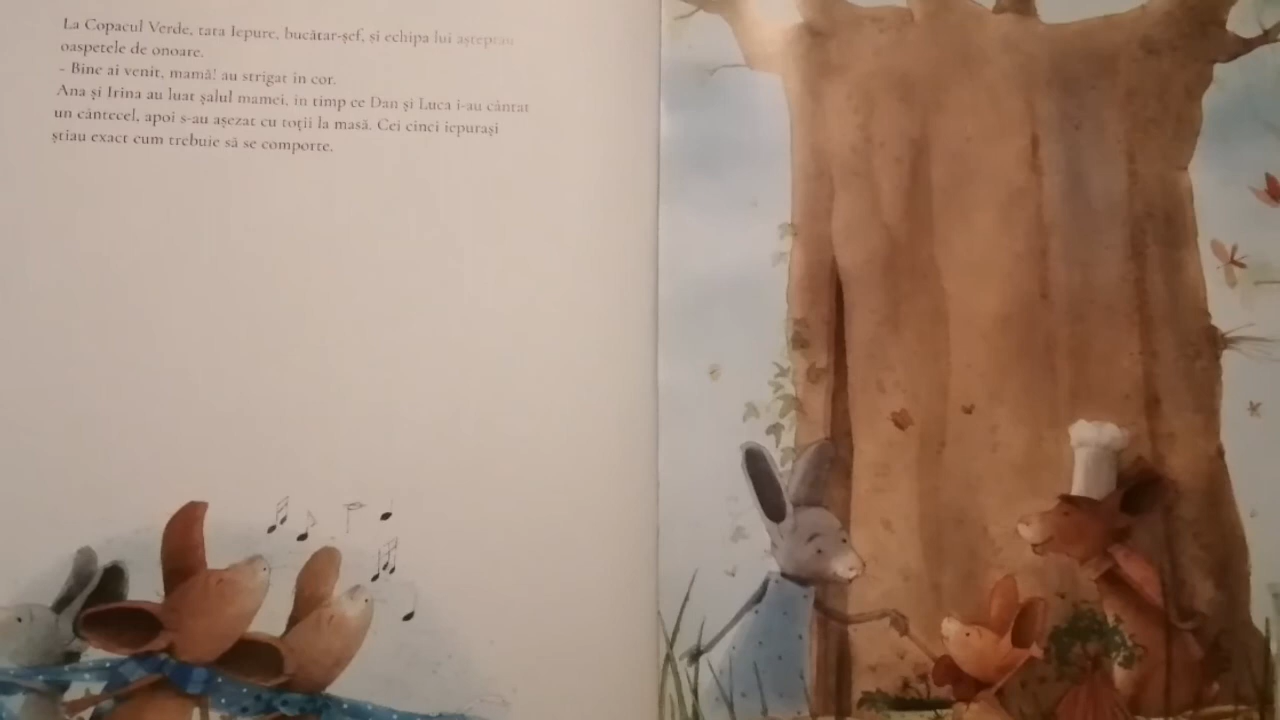 La Copacul Verde, tata Iepure, bucătar-șef, și echipa lui așteptau
oaspetele de onoare.
- Bine ai venit, mamă! au strigat în cor.
Ana și Irina au luat șalul mamei, în timp ce Dan și Luca i-au cântat
un cântecel, apoi s-au așezat cu toții la masă. Cei cinci iepurași
știau exact cum trebuie să se comporte.